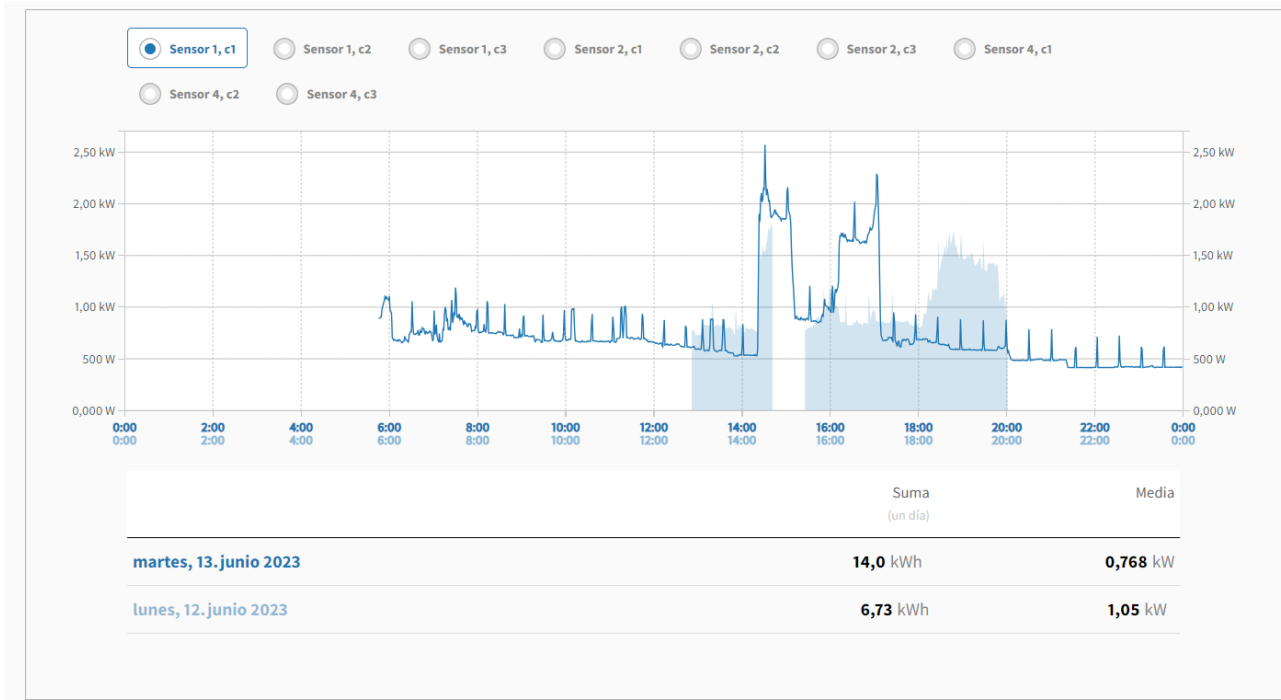 Sensor 1, c1 Sensor 1, c2 Sensor 1, c3 Sensor 2, c1 Sensor 2, c2 Sensor 2, c3 Sensor 4, c1
Sensor 4, c2 Sensor 4, c3
2,50 kW 2,50 kW
2,00 kW 2,00 kW
1,50 kW 1,50 kW
1,00 kW 1,00 kW
500 W 500 W
0,000 W 0,000 W
0:00 2:00 4:00 6:00 8:00 10:00 12:00 14:00 16:00 18:00 20:00 22:00 0:00
0:00 2:00 4:00 6:00 8:00 10:00 12:00 14:00 16:00 18:00 20:00 22:00 0:00
Suma Media
(un día)
martes, 13. junio 2023 14,0 kWh 0,768 kW
lunes, 12. junio 2023 6,73 kWh 1,05 kW